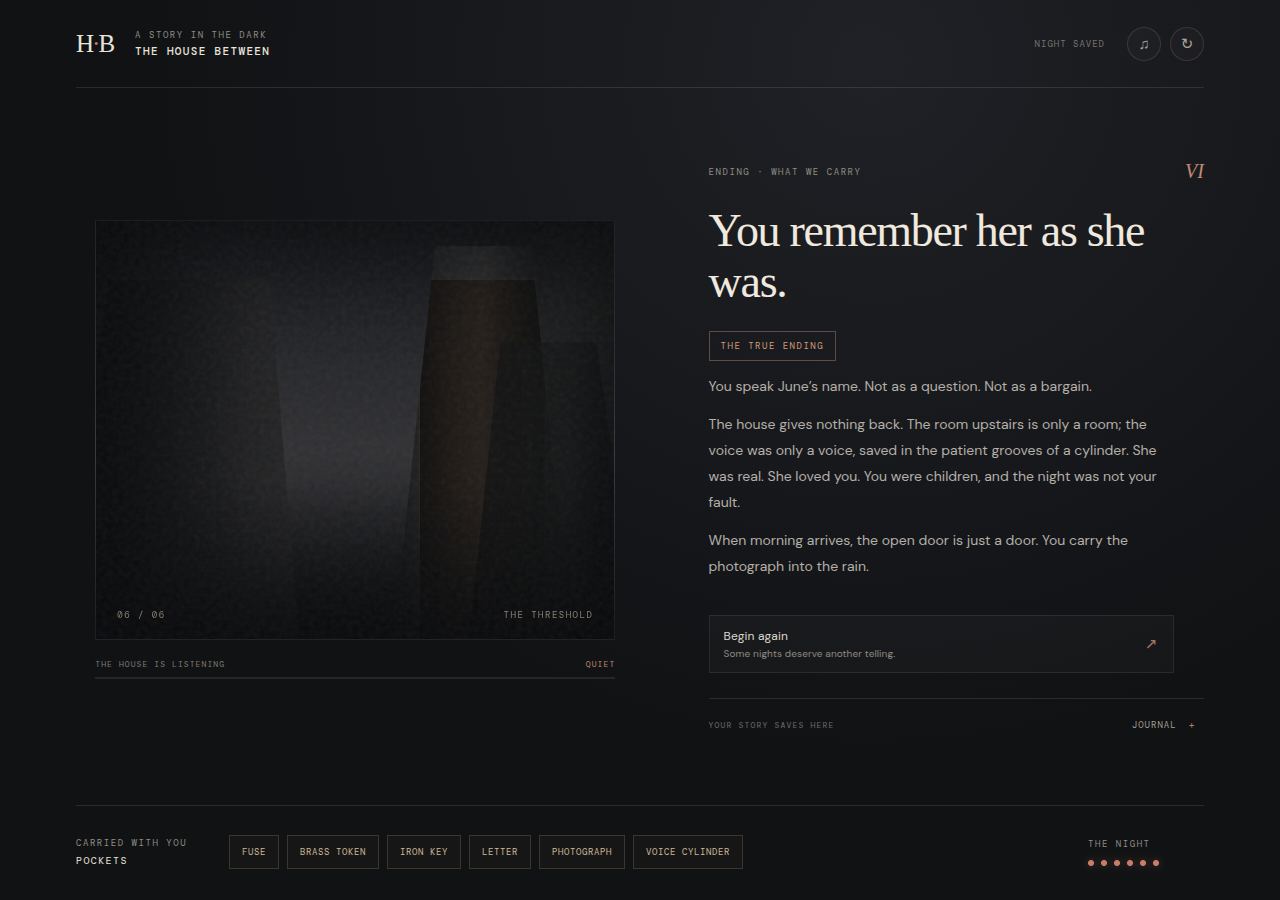 H·B
A STORY IN THE DARK
THE HOUSE BETWEEN
NIGHT SAVED
ENDING · WHAT WE CARRY
VI
You remember her as she
was.
THE TRUE ENDING
You speak June’s name. Not as a question. Not as a bargain.
The house gives nothing back. The room upstairs is only a room; the
voice was only a voice, saved in the patient grooves of a cylinder. She
was real. She loved you. You were children, and the night was not your
fault.
When morning arrives, the open door is just a door. You carry the
photograph into the rain.
06 / 06
THE THRESHOLD
THE HOUSE IS LISTENING
QUIET
Begin again
Some nights deserve another telling.
↗
YOUR STORY SAVES HERE
JOURNAL +
CARRIED WITH YOU
POCKETS
FUSE
BRASS TOKEN
IRON KEY
LETTER
PHOTOGRAPH
VOICE CYLINDER
THE NIGHT